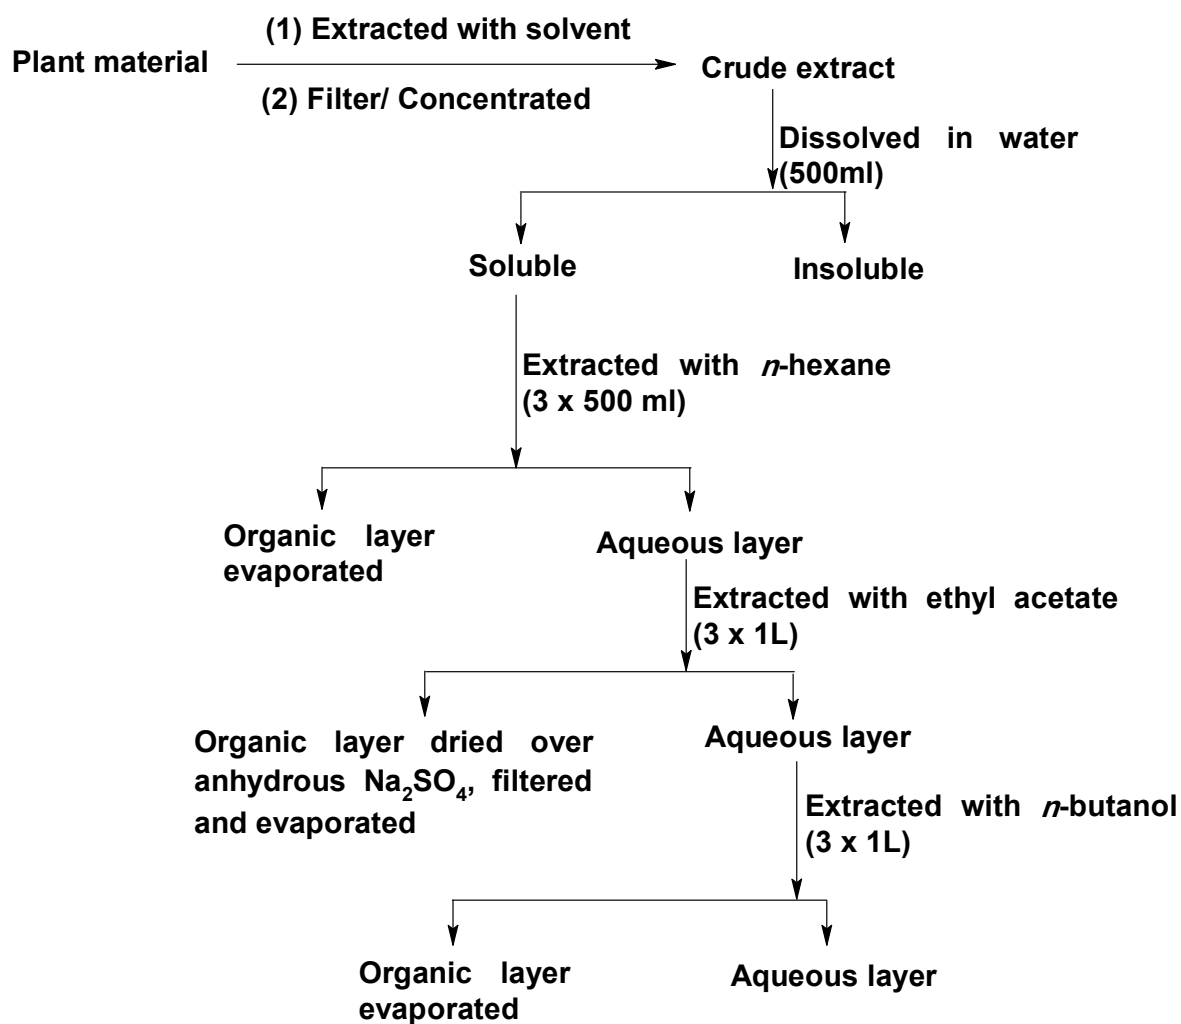 (1) Extracted with solvent
Plant material
Crude extract
(2) Filter/ Concentrated
Dissolved in water
(500ml)
Soluble
Insoluble
Extracted with n-hexane
(3 x 500 ml)
Organic layer
evaporated
Aqueous layer
Extracted with ethyl acetate
(3 x 1L)
Organic layer dried over
anhydrous Na₂SO₄, filtered
and evaporated
Aqueous layer
Extracted with n-butanol
(3 x 1L)
Organic layer
evaporated
Aqueous layer